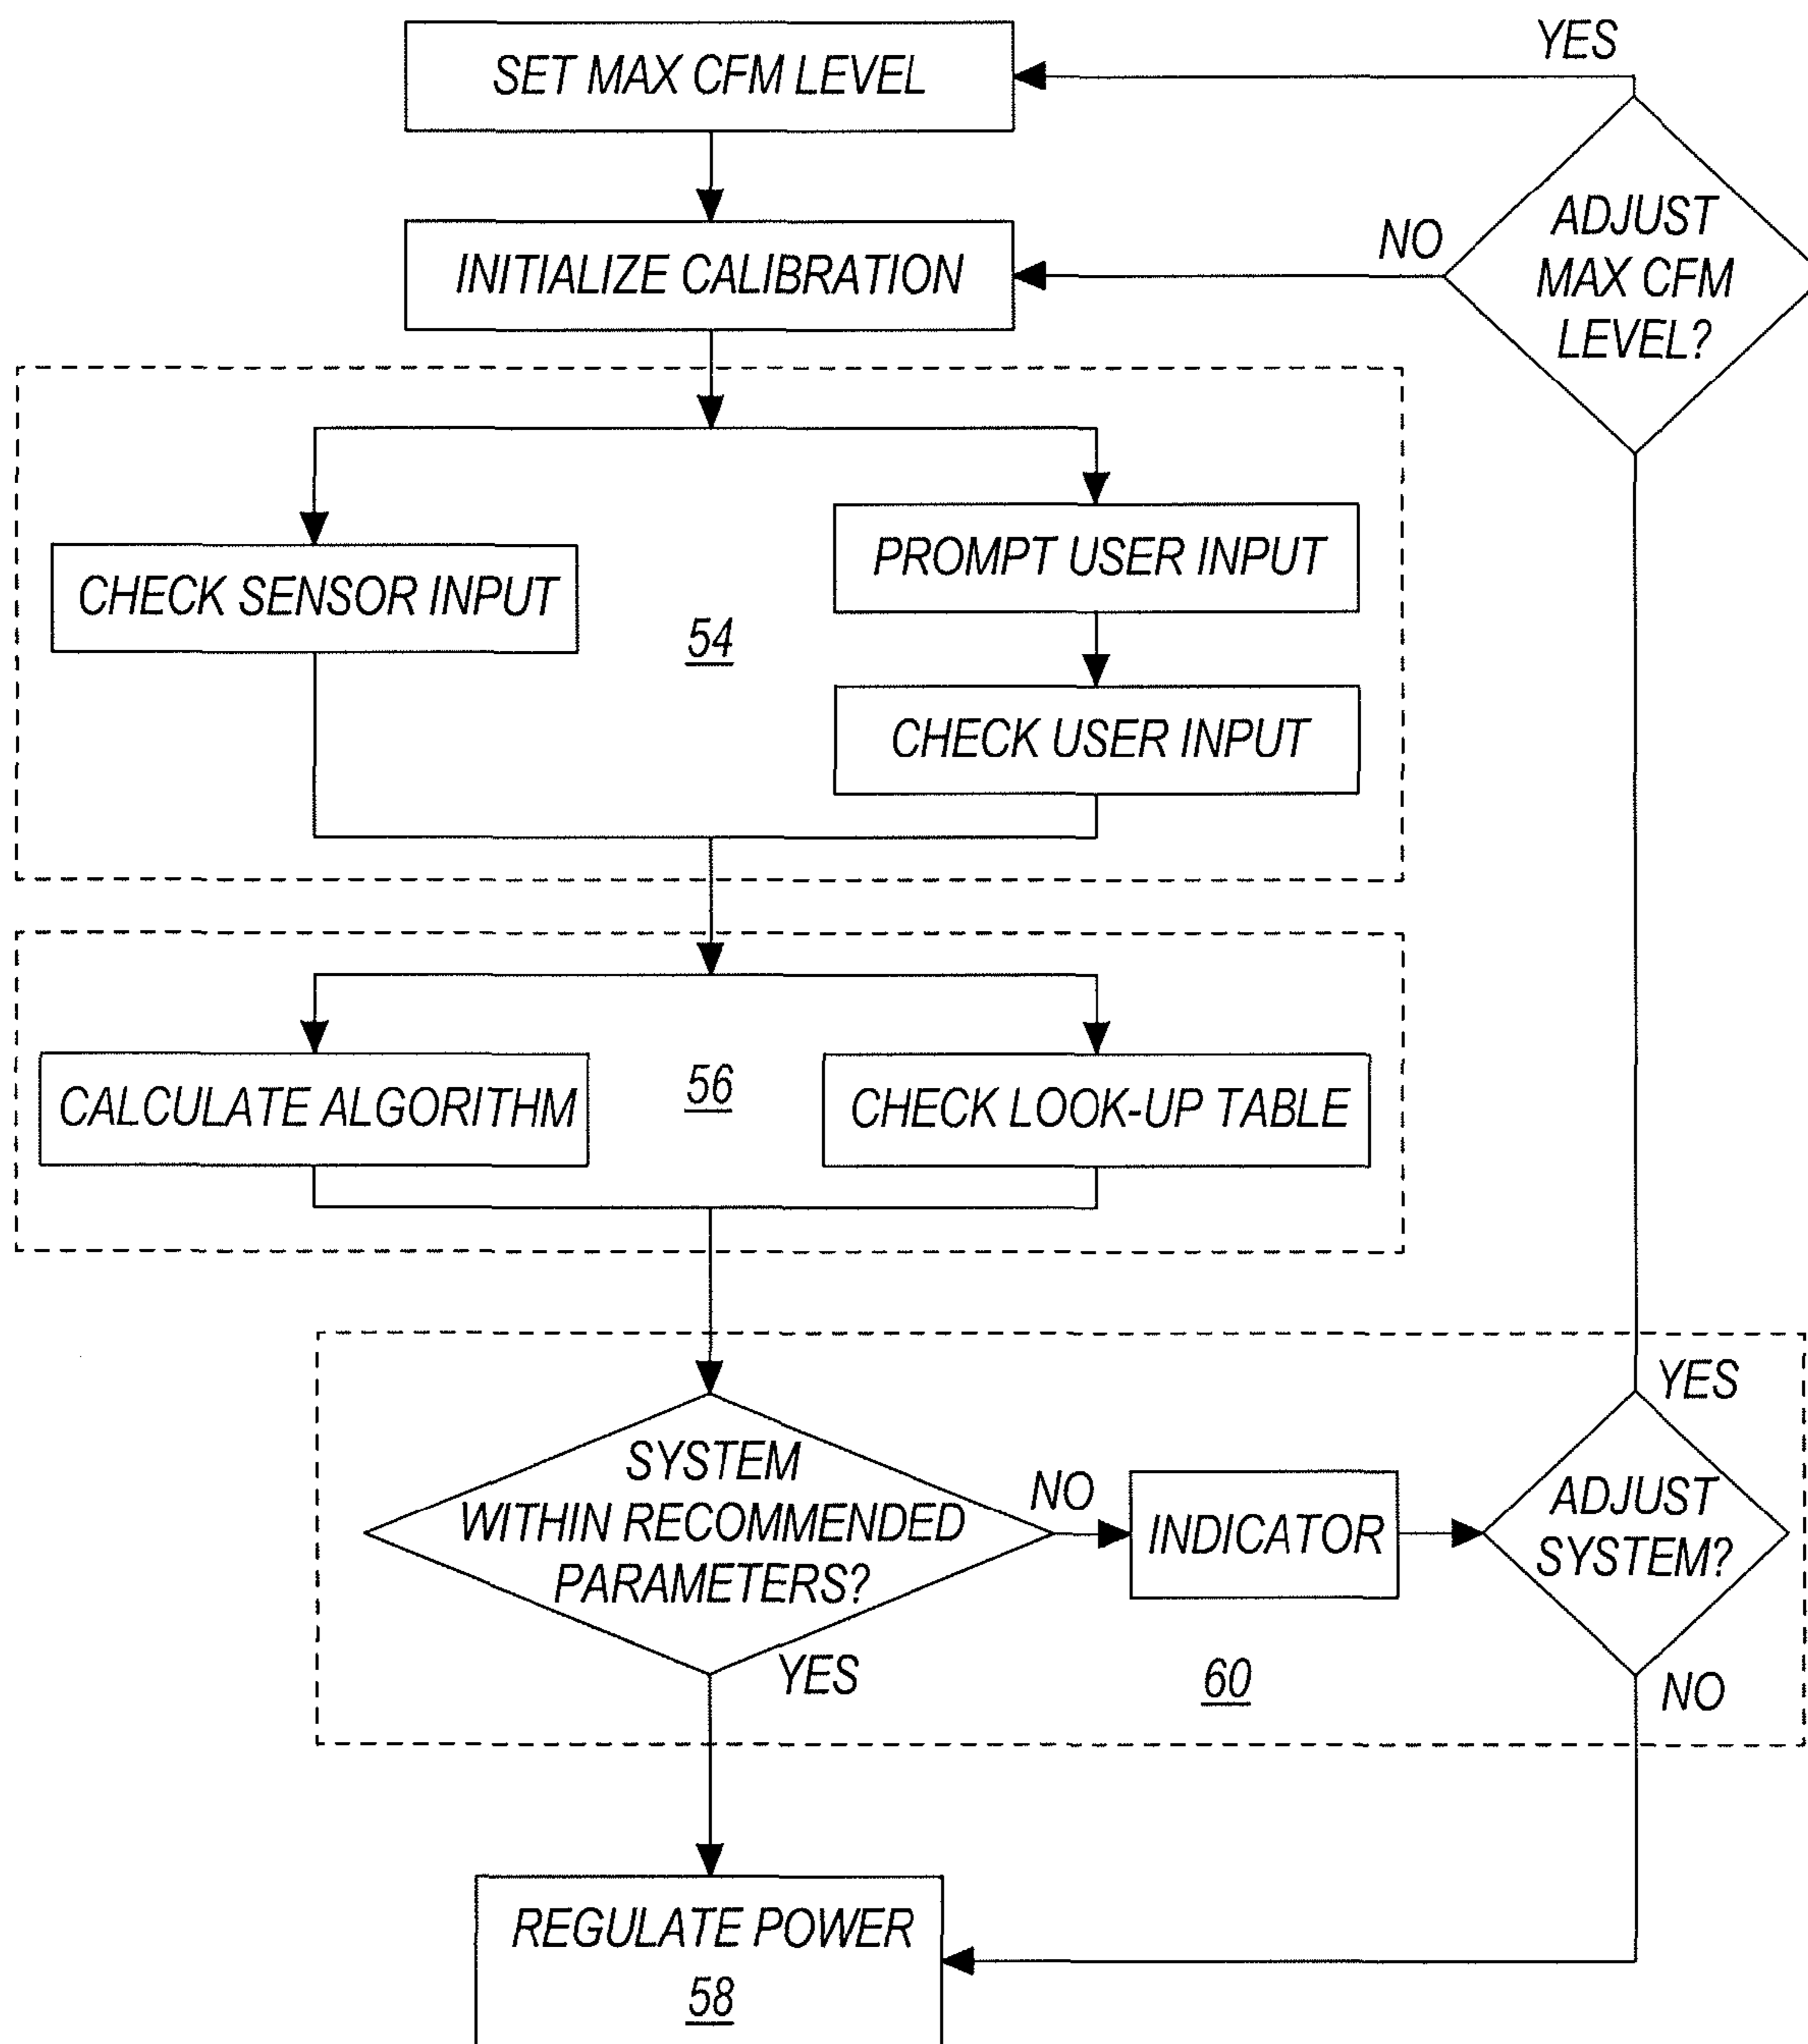 SET MAX CFM LEVEL
YES
INITIALIZE CALIBRATION
NO
ADJUST
MAX CFM
LEVEL?
CHECK SENSOR INPUT
PROMPT USER INPUT
54
CHECK USER INPUT
CALCULATE ALGORITHM
56
CHECK LOOK-UP TABLE
SYSTEM
WITHIN RECOMMENDED
PARAMETERS?
NO
INDICATOR
YES
ADJUST
SYSTEM?
YES
60
NO
REGULATE POWER
58